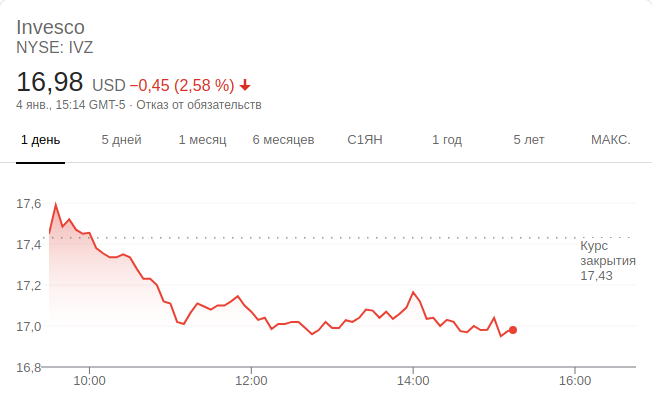 Invesco
NYSE: IVZ
16,98 USD −0,45 (2,58 %)
4 янв., 15:14 GMT-5 · Отказ от обязательств
1 день 5 дней 1 месяц 6 месяцев С1ЯН 1 год 5 лет МАКС.
17,6
17,4
Курс
закрытия
17,43
17,2
17,0
16,8
10:00 12:00 14:00 16:00